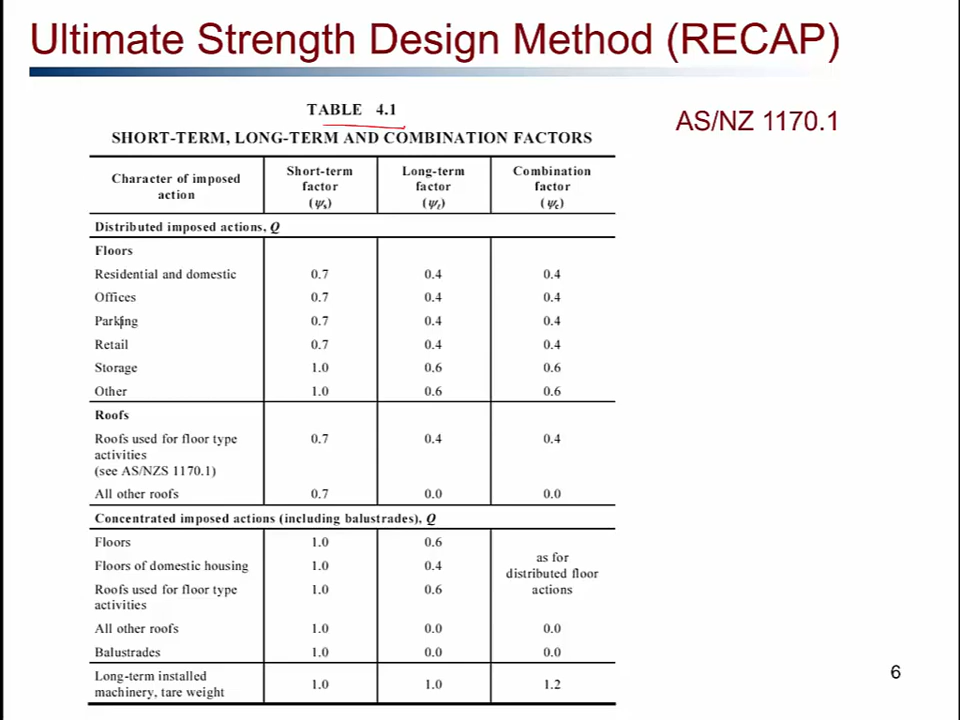 Ultimate Strength Design Method (RECAP)
TABLE 4.1
AS/NZ 1170.1
SHORT-TERM, LONG-TERM AND COMBINATION FACTORS
Character of imposed action Short-term factor (ψs) Long-term factor (ψℓ) Combination factor (ψc)
Distributed imposed actions, Q
Floors
Residential and domestic 0.7 0.4 0.4
Offices 0.7 0.4 0.4
Parking 0.7 0.4 0.4
Retail 0.7 0.4 0.4
Storage 1.0 0.6 0.6
Other 1.0 0.6 0.6
Roofs
Roofs used for floor type 0.7 0.4 0.4
activities
(see AS/NZS 1170.1)
All other roofs 0.7 0.0 0.0
Concentrated imposed actions (including balustrades), Q
Floors 1.0 0.6
Floors of domestic housing 1.0 0.4
Roofs used for floor type 1.0 0.6
activities
as for
distributed floor
actions
All other roofs 1.0 0.0 0.0
Balustrades 1.0 0.0 0.0
Long-term installed
machinery, tare weight 1.0 1.0 1.2
6